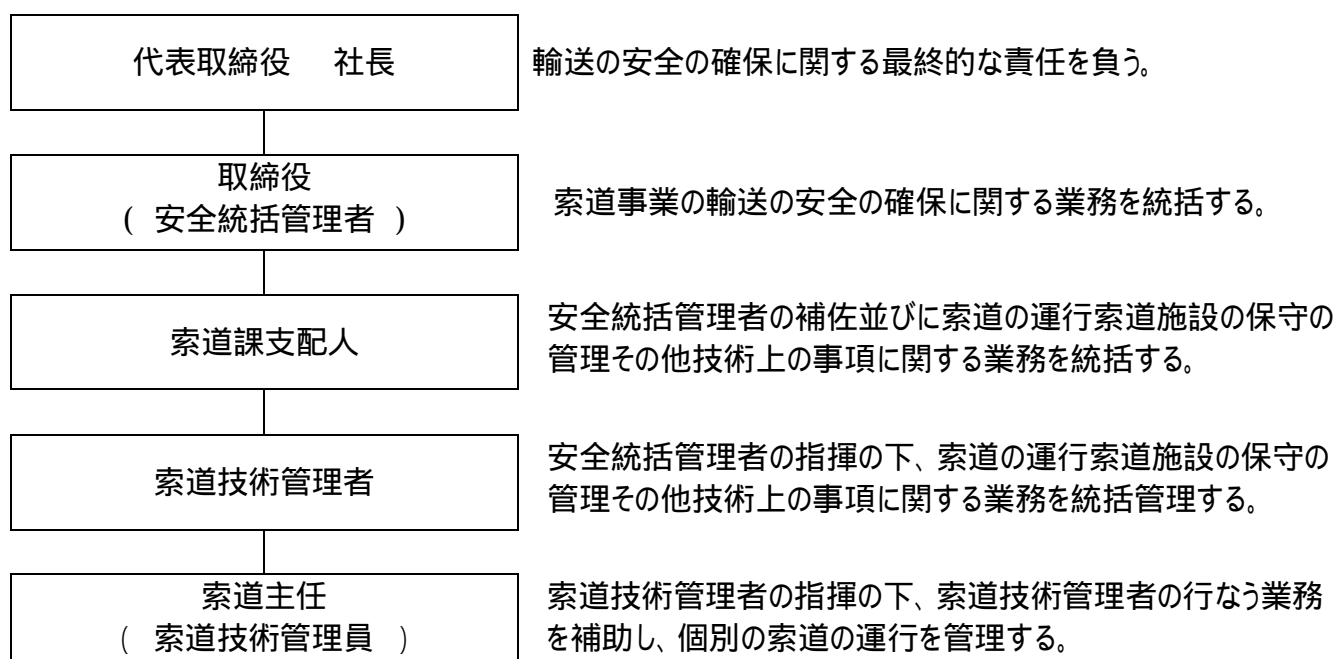 代表取締役　社長
輸送の安全の確保に関する最終的な責任を負う。
取締役
( 安全統括管理者 )
索道事業の輸送の安全の確保に関する業務を統括する。
索道課支配人
安全統括管理者の補佐並びに索道の運行索道施設の保守の
管理その他技術上の事項に関する業務を統括する。
索道技術管理者
安全統括管理者の指揮の下、索道の運行索道施設の保守の
管理その他技術上の事項に関する業務を統括管理する。
索道主任
( 索道技術管理員 )
索道技術管理者の指揮の下、索道技術管理者の行なう業務
を補助し、個別の索道の運行を管理する。